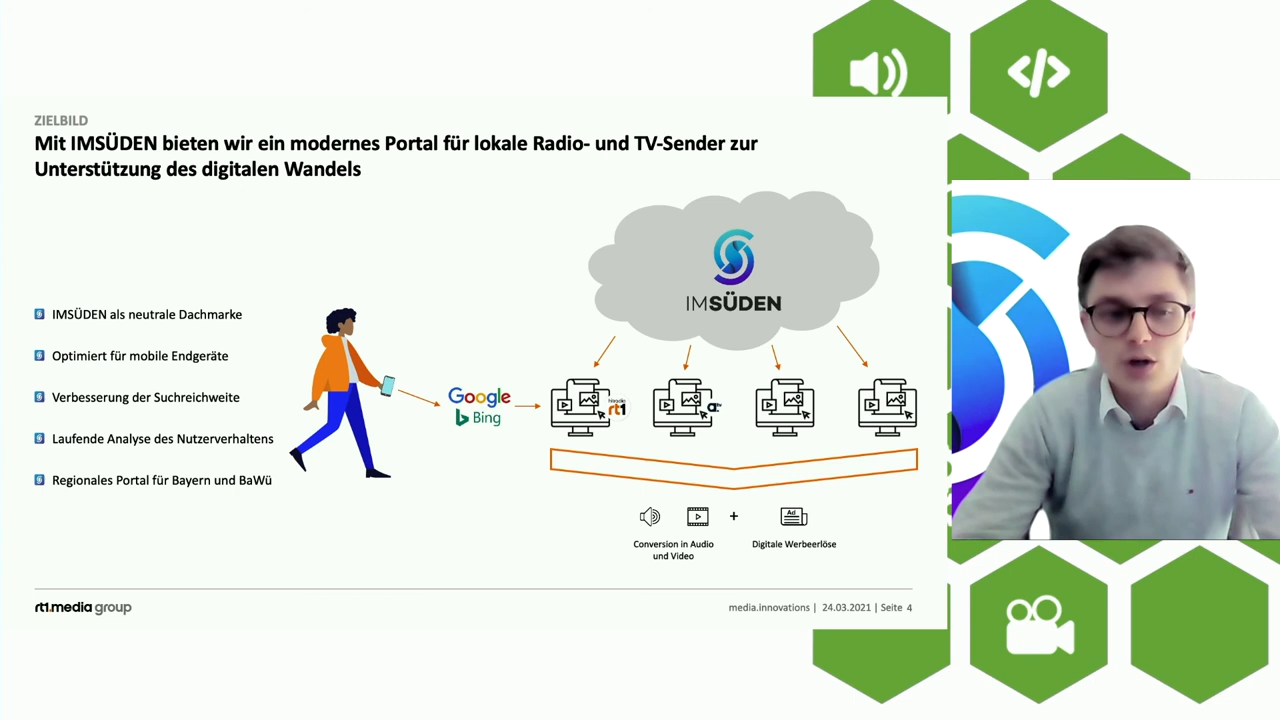 ZIELBILD
Mit IMSÜDEN bieten wir ein modernes Portal für lokale Radio- und TV-Sender zur
Unterstützung des digitalen Wandels
IMSÜDEN
IMSÜDEN als neutrale Dachmarke
Optimiert für mobile Endgeräte
Verbesserung der Suchreichweite
Laufende Analyse des Nutzerverhaltens
Regionales Portal für Bayern und BaWü
Google
Bing
hitradio
rt1
a.tv
Ad
Conversion in Audio
und Video
+
Digitale Werbeerlöse
rt1.media group
media.innovations | 24.03.2021 | Seite 4